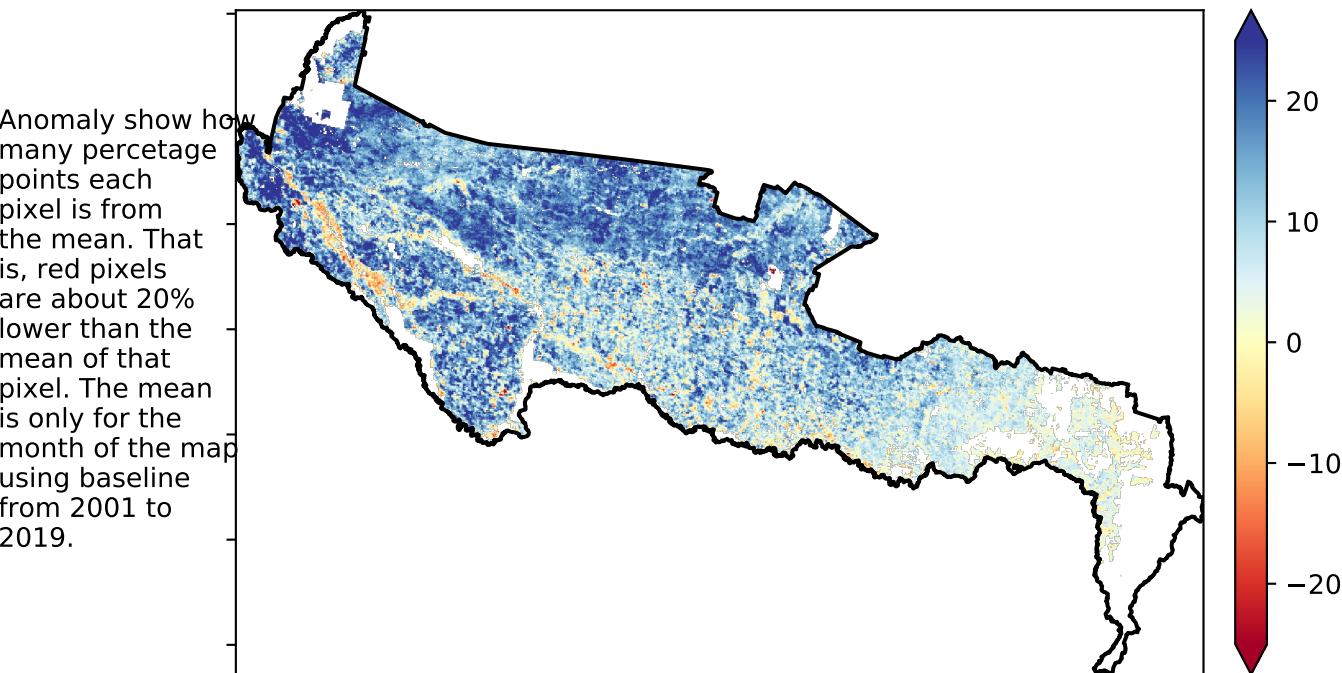 Anomaly show how
many percetage
points each
pixel is from
the mean. That
is, red pixels
are about 20%
lower than the
mean of that
pixel. The mean
is only for the
month of the map
using baseline
from 2001 to
2019.
20
10
0
−10
−20